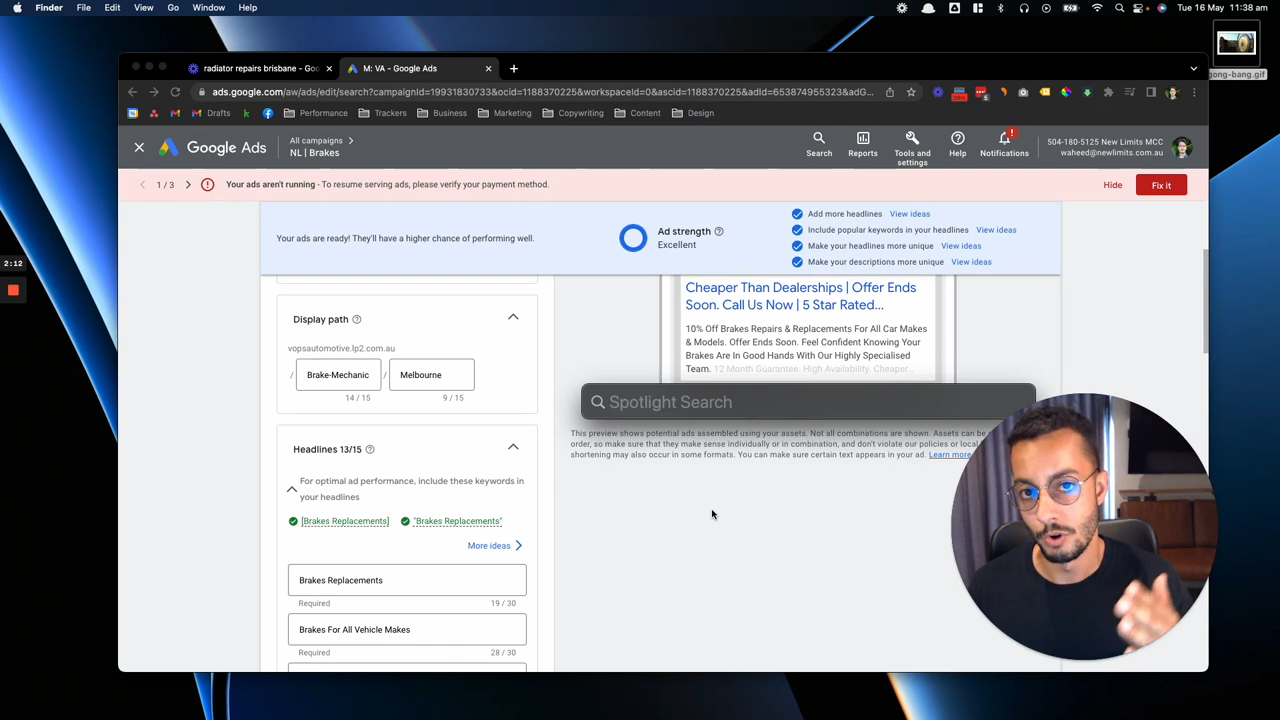 Finder File Edit View Go Window Help
Tue 16 May 11:38 am
gong-bang.gif
radiator repairs brisbane - Goo
M: VA - Google Ads
ads.google.com/aw/ads/edit/search?campaignId=19931830733&ocid=1188370225&workspaceId=0&ascid=1188370225&adId=653874955323&adG...
Drafts
Performance
Trackers
Business
Marketing
Copywriting
Content
Design
Google Ads
All campaigns
NL | Brakes
Search
Reports
Tools and settings
Help
Notifications
504-180-5125 New Limits MCC
waheed@newlimits.com.au
1 / 3
Your ads aren't running - To resume serving ads, please verify your payment method.
Hide
Fix it
2:12
Your ads are ready! They'll have a higher chance of performing well.
Ad strength
Excellent
Add more headlines View ideas
Include popular keywords in your headlines View ideas
Make your headlines more unique View ideas
Make your descriptions more unique View ideas
Display path
vopsautomotive.lp2.com.au
/ Brake-Mechanic / Melbourne
14 / 15
9 / 15
Headlines 13/15
For optimal ad performance, include these keywords in
your headlines
[Brakes Replacements] "Brakes Replacements"
More ideas
Brakes Replacements
Required 19 / 30
Brakes For All Vehicle Makes
Required 28 / 30
Cheaper Than Dealerships | Offer Ends
Soon. Call Us Now | 5 Star Rated...
10% Off Brakes Repairs & Replacements For All Car Makes
& Models. Offer Ends Soon. Feel Confident Knowing Your
Brakes Are In Good Hands With Our Highly Specialised
Team. 12 Month Guarantee. High Availability. Cheaper...
Spotlight Search
This preview shows potential ads assembled using your assets. Not all combinations are shown. Assets can be
order, so make sure that they make sense individually or in combination, and don't violate our policies or local
shortening may also occur in some formats. You can make sure certain text appears in your ad. Learn more